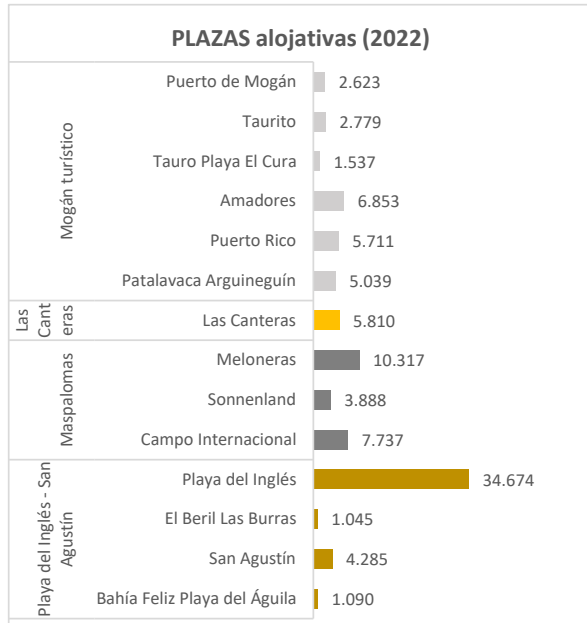 PLAZAS alojativas (2022)
Mogán turístico
Puerto de Mogán 2.623
Taurito 2.779
Tauro Playa El Cura 1.537
Amadores 6.853
Puerto Rico 5.711
Patalavaca Arguineguín 5.039
Las
Cant
eras
Las Canteras 5.810
Maspalomas
Meloneras 10.317
Sonnenland 3.888
Campo Internacional 7.737
Playa del Inglés - San
Agustín
Playa del Inglés 34.674
El Beril Las Burras 1.045
San Agustín 4.285
Bahía Feliz Playa del Águila 1.090